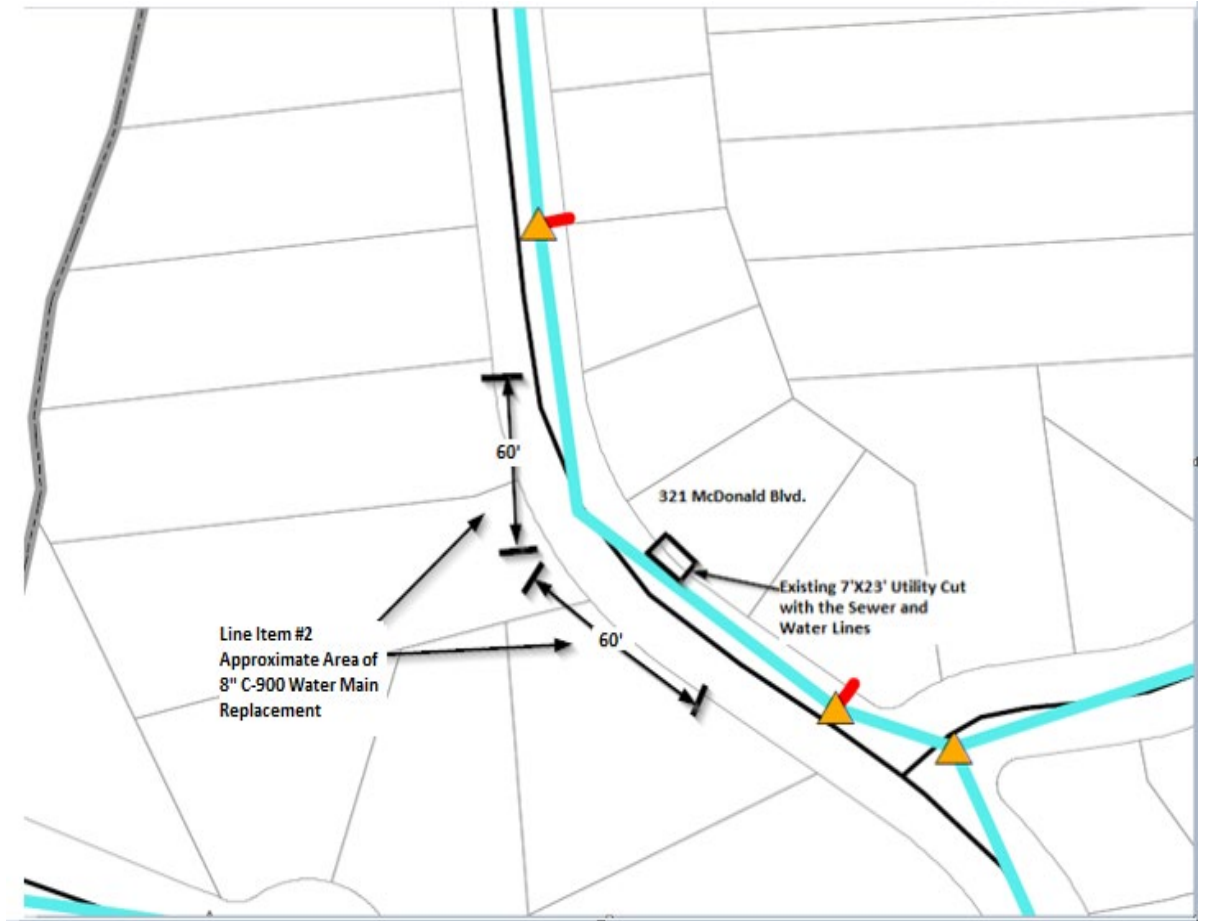 60'
321 McDonald Blvd.
Existing 7'X23' Utility Cut
with the Sewer and
Water Lines
Line Item #2
Approximate Area of
8" C-900 Water Main
Replacement
60'